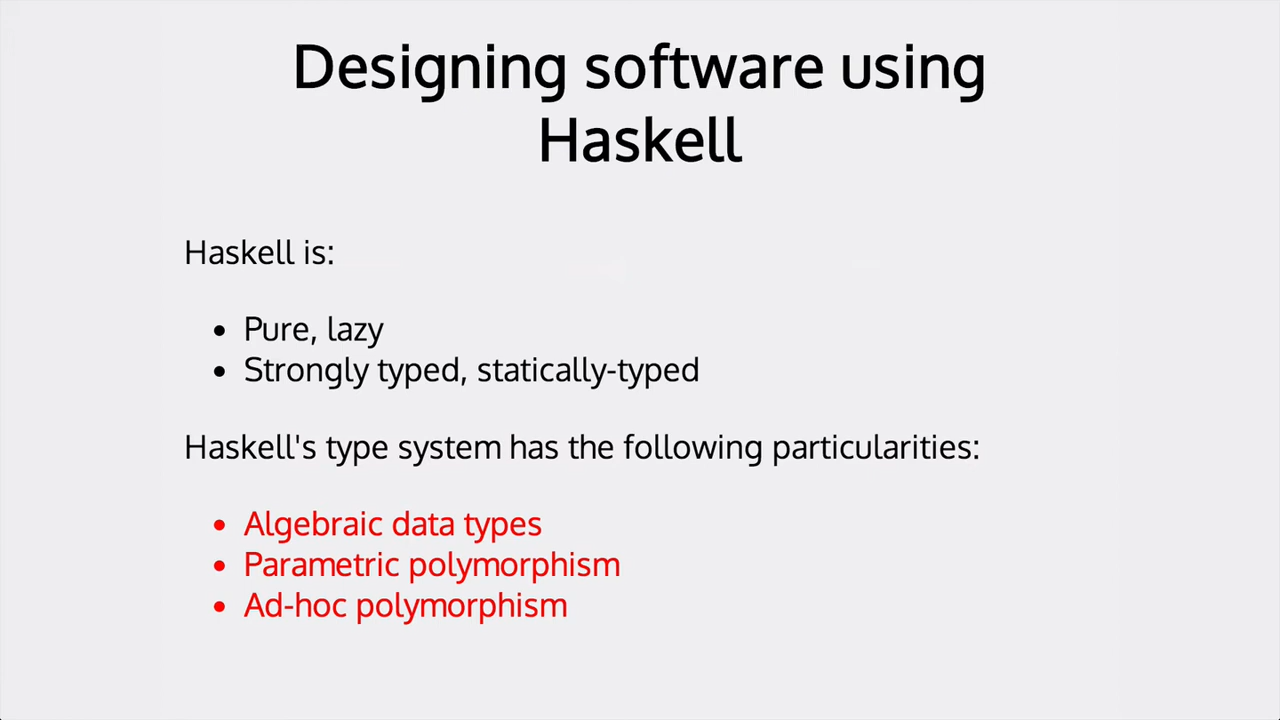 Designing software using
Haskell
Haskell is:
• Pure, lazy
• Strongly typed, statically-typed
Haskell's type system has the following particularities:
• Algebraic data types
• Parametric polymorphism
• Ad-hoc polymorphism